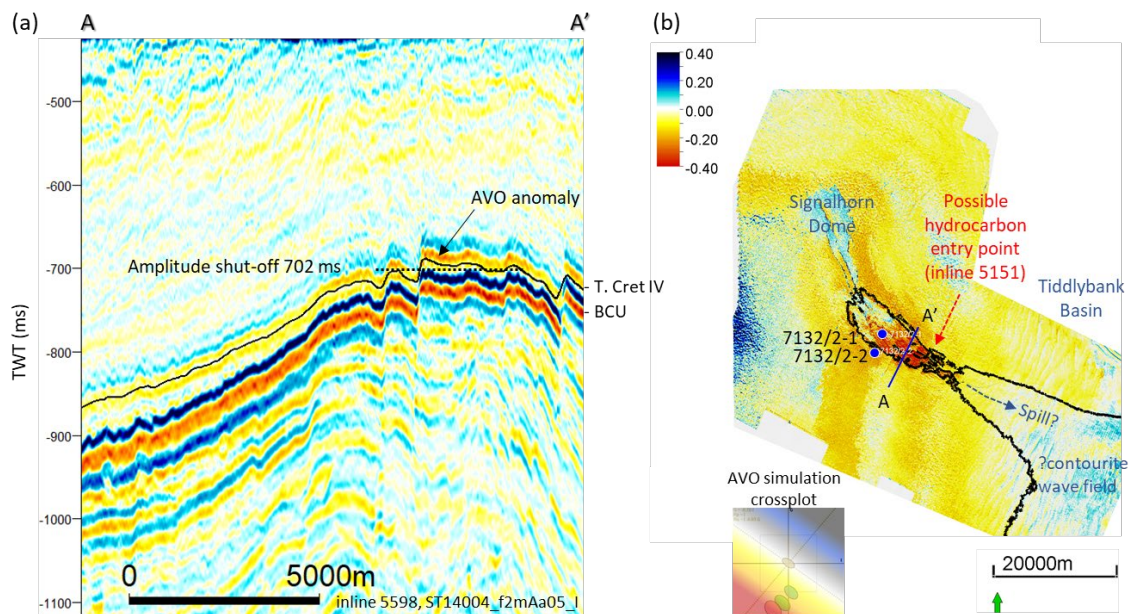 (a)
A
A’
-500
-600
-700
-800
-900
-1000
-1100
TWT (ms)
AVO anomaly
Amplitude shut-off 702 ms
T. Cret IV
BCU
0
5000m
inline 5598, ST14004_f2mAa05_I
(b)
0.40
0.20
0.00
-0.20
-0.40
Signalhorn
Dome
Possible
hydrocarbon
entry point
(inline 5151)
Tiddlybank
Basin
A’
7132/2-1
7132/2-2
A
Spill?
?contourite
wave field
AVO simulation
crossplot
20000m